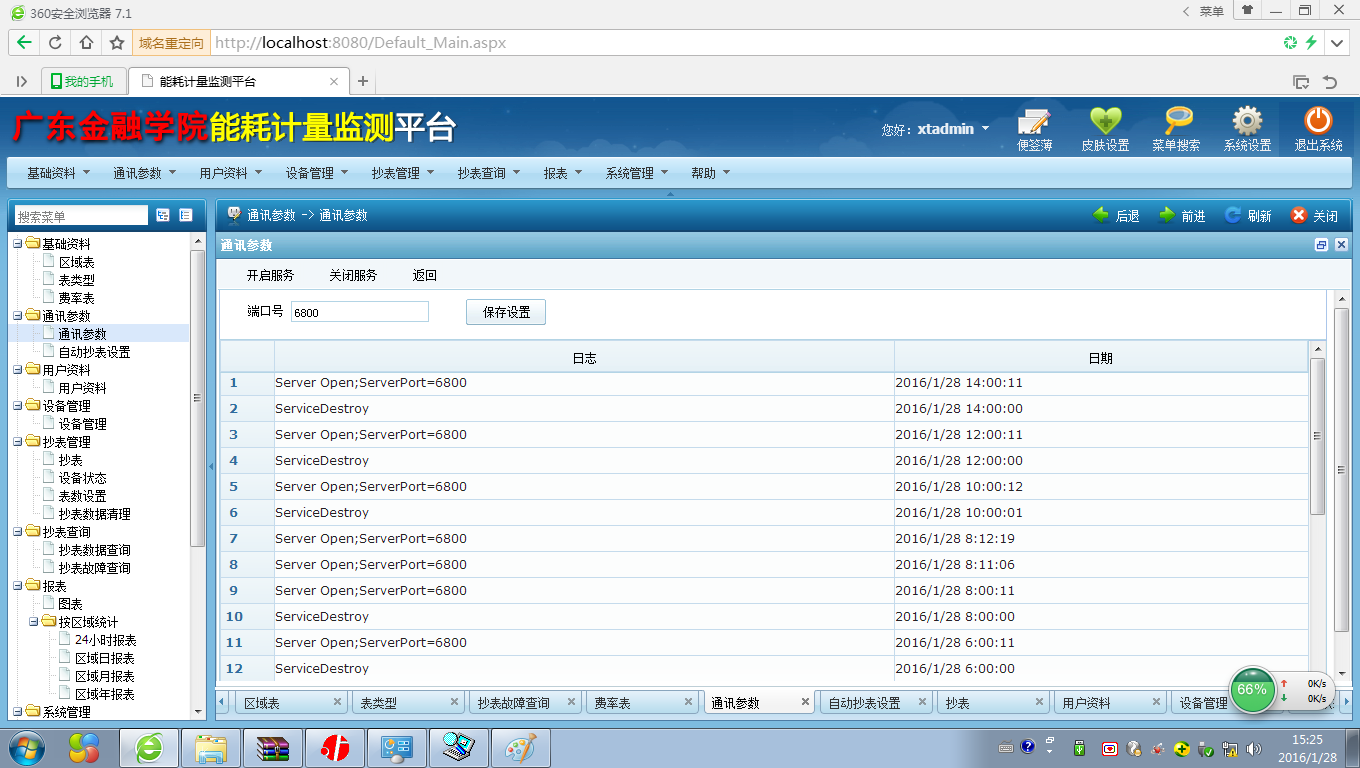 360安全浏览器 7.1
菜单
域名重定向 http://localhost:8080/Default_Main.aspx
我的手机 能耗计量监测平台
广东金融学院能耗计量监测平台
您好：xtadmin
便签薄 皮肤设置 菜单搜索 系统设置 退出系统
基础资料 通讯参数 用户资料 设备管理 抄表管理 抄表查询 报表 系统管理 帮助
搜索菜单
基础资料
区域表
表类型
费率表
通讯参数
通讯参数
自动抄表设置
用户资料
用户资料
设备管理
设备管理
抄表管理
抄表
设备状态
表数设置
抄表数据清理
抄表查询
抄表数据查询
抄表故障查询
报表
图表
按区域统计
24小时报表
区域日报表
区域月报表
区域年报表
系统管理
通讯参数 -> 通讯参数
后退 前进 刷新 关闭
通讯参数
开启服务 关闭服务 返回
端口号 6800 保存设置
日志 日期
1 Server Open;ServerPort=6800 2016/1/28 14:00:11
2 ServiceDestroy 2016/1/28 14:00:00
3 Server Open;ServerPort=6800 2016/1/28 12:00:11
4 ServiceDestroy 2016/1/28 12:00:00
5 Server Open;ServerPort=6800 2016/1/28 10:00:12
6 ServiceDestroy 2016/1/28 10:00:01
7 Server Open;ServerPort=6800 2016/1/28 8:12:19
8 Server Open;ServerPort=6800 2016/1/28 8:11:06
9 Server Open;ServerPort=6800 2016/1/28 8:00:11
10 ServiceDestroy 2016/1/28 8:00:00
11 Server Open;ServerPort=6800 2016/1/28 6:00:11
12 ServiceDestroy 2016/1/28 6:00:00
区域表 表类型 抄表故障查询 费率表 通讯参数 自动抄表设置 抄表 用户资料 设备管理
66% 0K/s
0K/s
15:25
2016/1/28